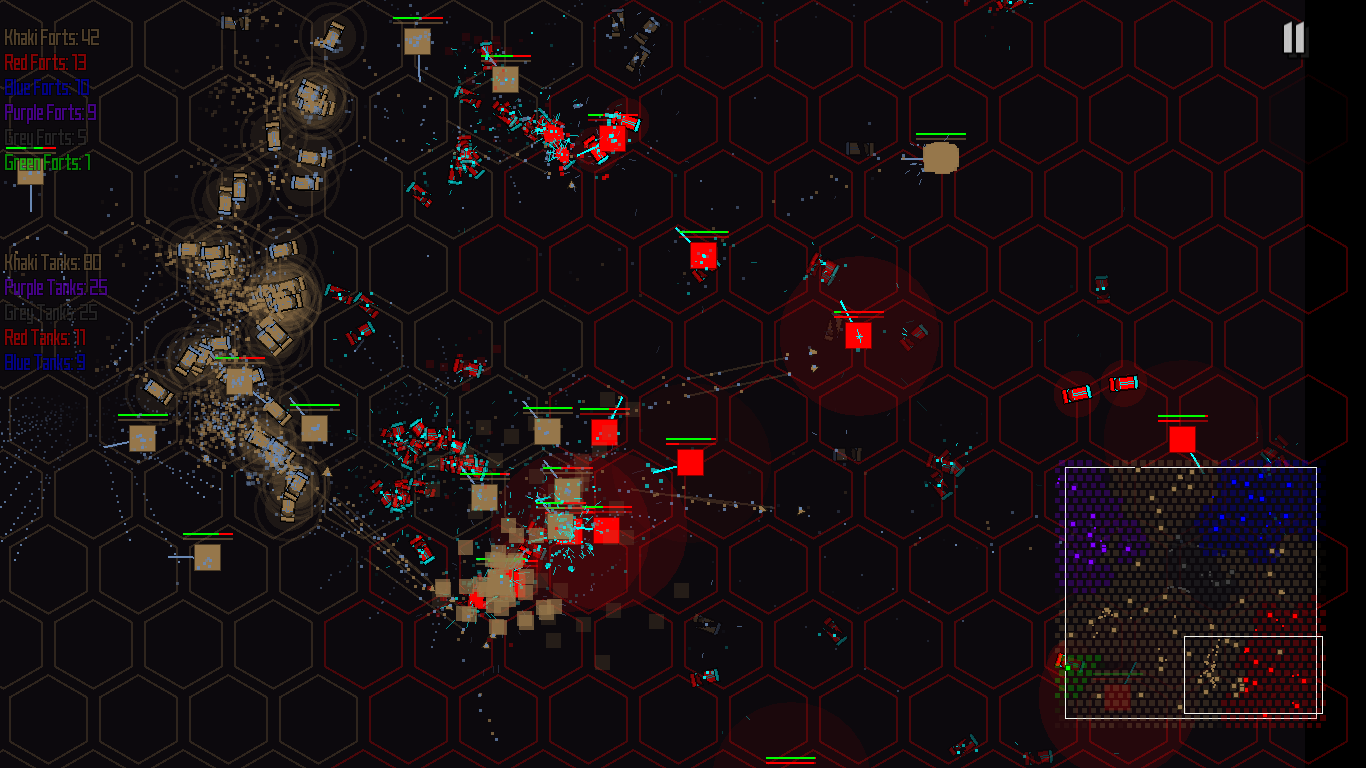 Khaki Forts: 42
Red Forts: 13
Blue Forts: 10
Purple Forts: 9
Grey Forts: 5
Green Forts: 1
Khaki Tanks: 80
Purple Tanks: 25
Grey Tanks: 25
Red Tanks: 11
Blue Tanks: 9